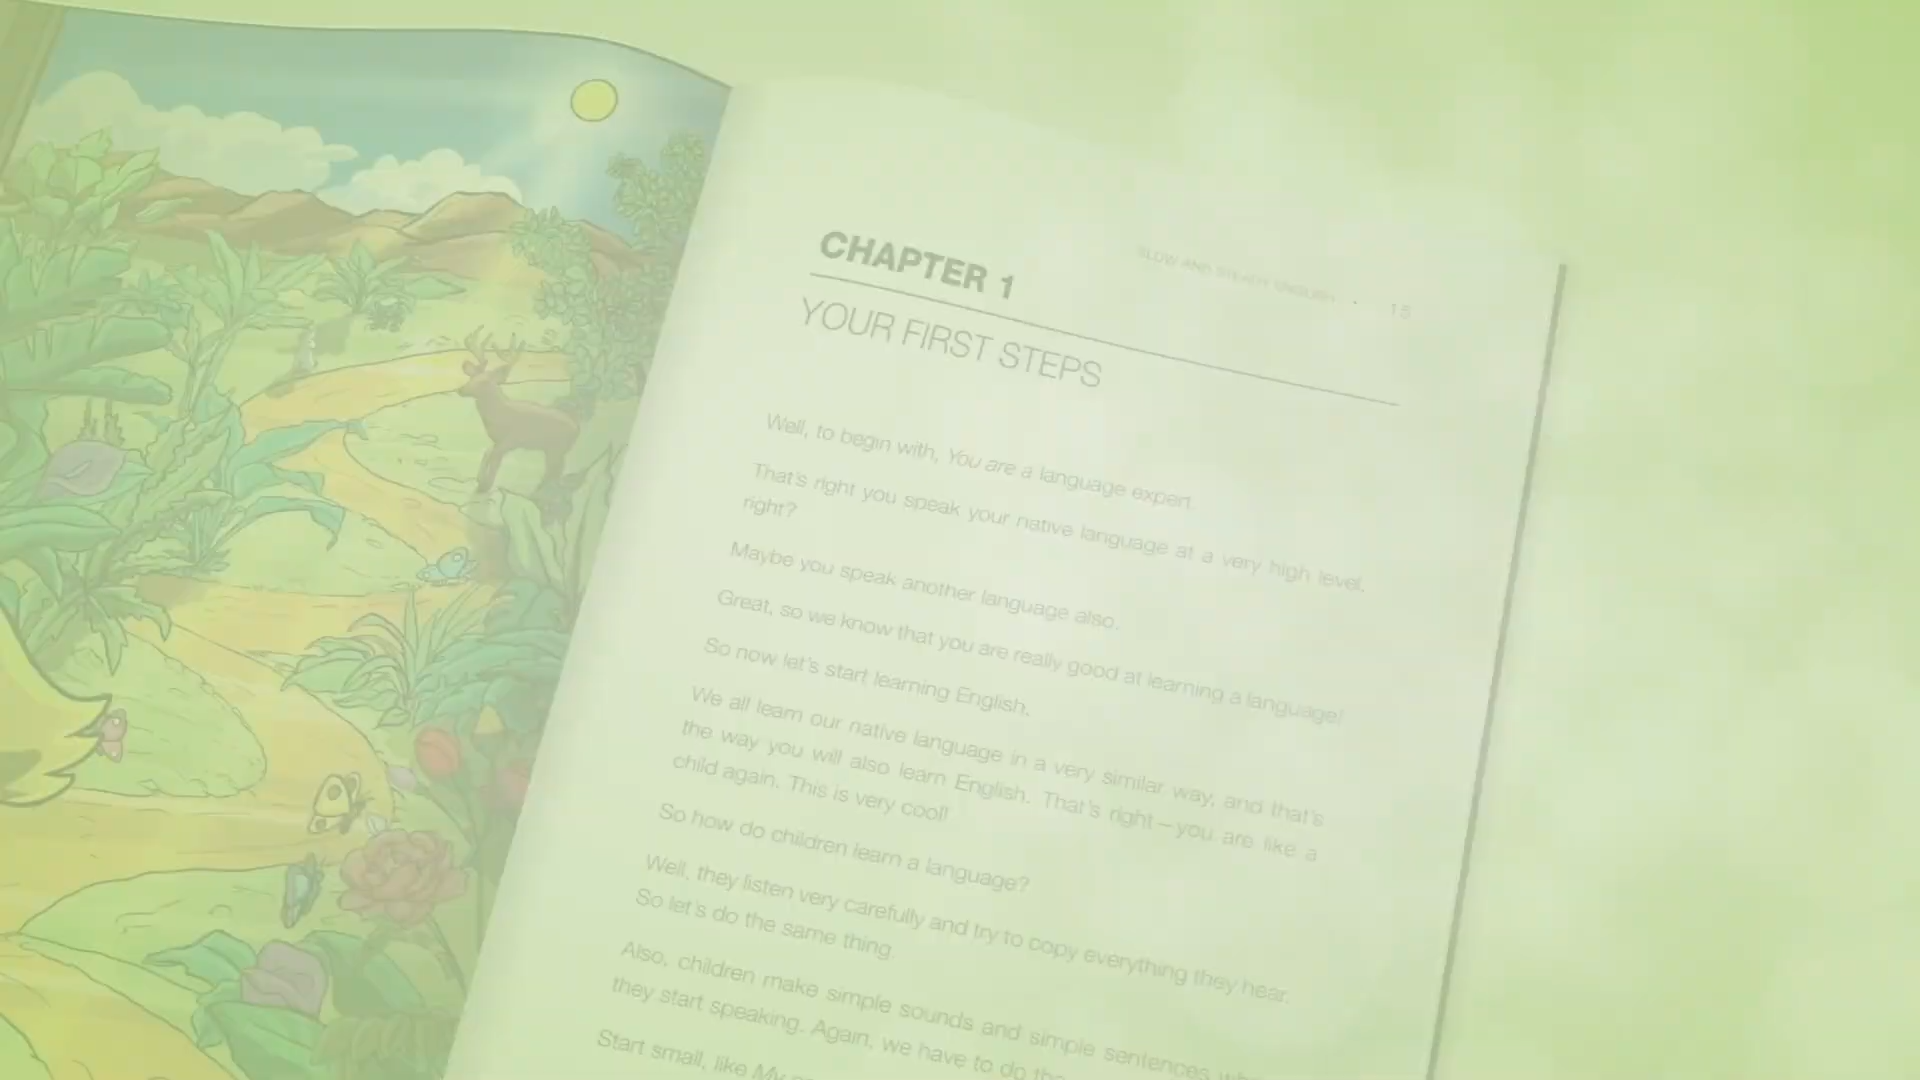 SLOW AND STEADY ENGLISH • 15
CHAPTER 1
YOUR FIRST STEPS
Well, to begin with, You are a language expert.
That's right you speak your native language at a very high level,
right?
Maybe you speak another language also.
Great, so we know that you are really good at learning a language!
So now let's start learning English.
We all learn our native language in a very similar way, and that's
the way you will also learn English. That's right – you are like a
child again. This is very cool!
So how do children learn a language?
Well, they listen very carefully and try to copy everything they hear.
So let's do the same thing.
Also, children make simple sounds and simple sentences
they start speaking. Again, we have to do
Start small, like My